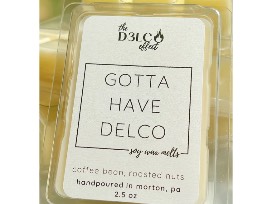 the
D3LCO
effect
GOTTA
HAVE
DELCO
soy wax melts
coffee bean, roasted nuts
handpoured in morton, pa
2.5 oz